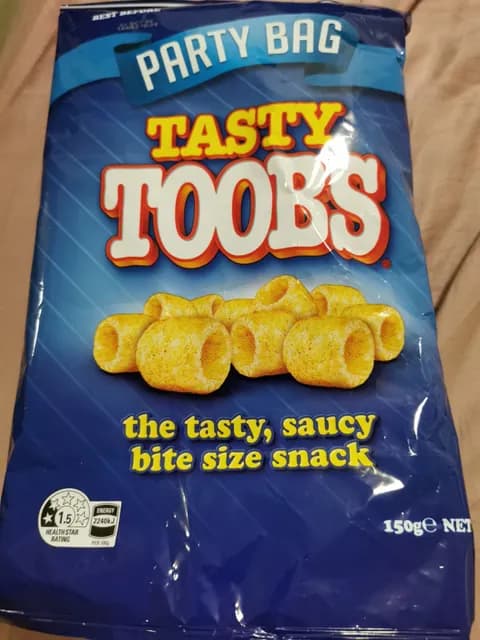 BEST BEFORE
PARTY BAG
TASTY
TOOBS
the tasty, saucy
bite size snack
1.5
HEALTH STAR
RATING
ENERGY
2240kJ
PER 100g
150g℮ NET